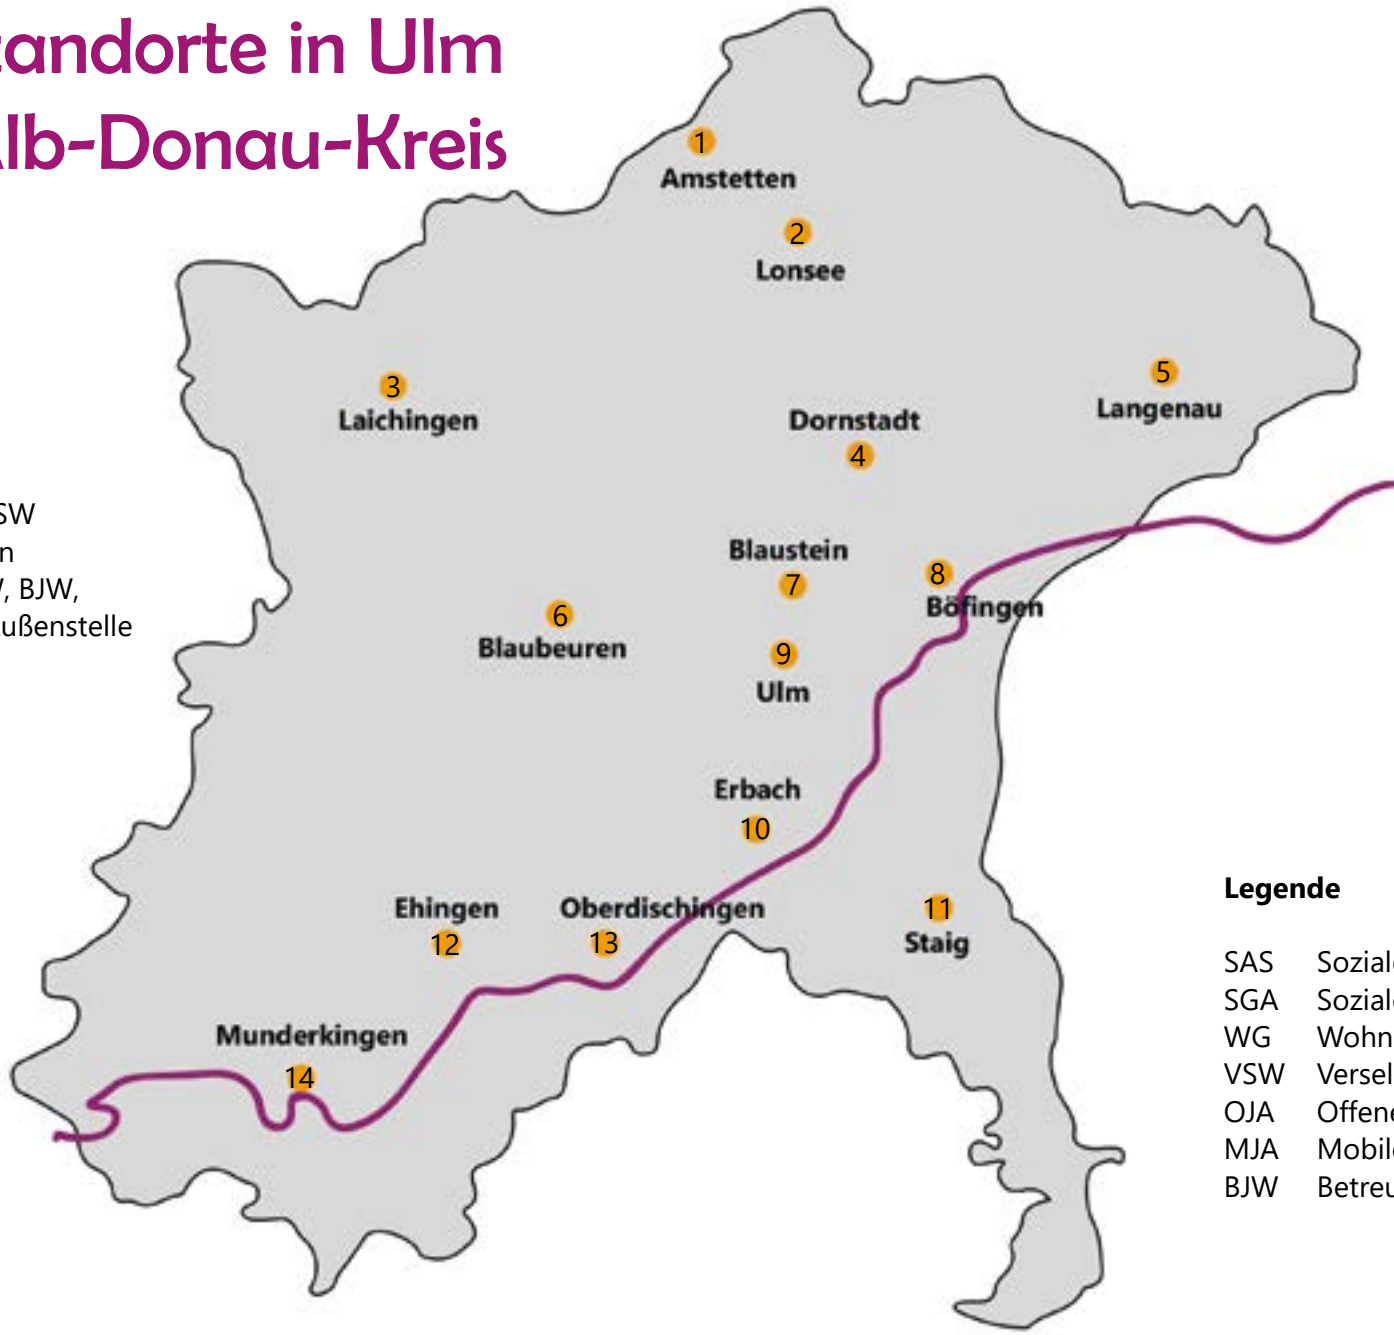 tandorte in Ulm
lb-Donau-Kreis
1
Amstetten
2
Lonsee
3
Laichingen
5
Langenau
Dornstadt
4
SW
n
, BJW,
ußenstelle
Blaustein
7
8
Böfingen
6
Blaubeuren
9
Ulm
Erbach
10
Ehingen
12
Oberdischingen
13
11
Staig
Munderkingen
14
Legende
SAS Soziale
SGA Soziale
WG Wohn
VSW Versel
OJA Offene
MJA Mobile
BJW Betreu